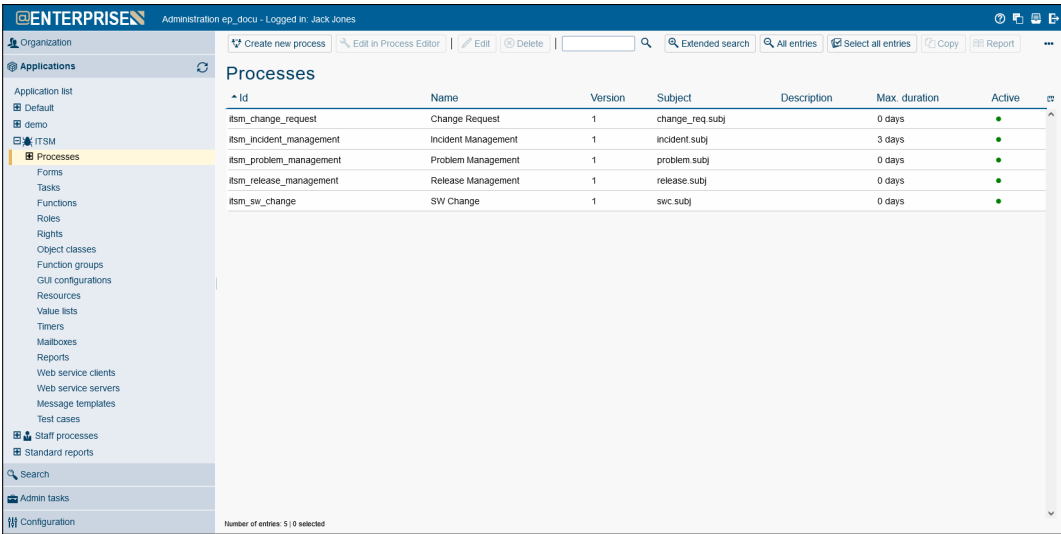 @ENTERPRISE Administration ep_docu - Logged in: Jack Jones
Organization
Create new process Edit in Process Editor Edit Delete Extended search All entries Select all entries Copy Report
Applications
Processes
Application list
Default
demo
ITSM
Processes
Forms
Tasks
Functions
Roles
Rights
Object classes
Function groups
GUI configurations
Resources
Value lists
Timers
Mailboxes
Reports
Web service clients
Web service servers
Message templates
Test cases
Staff processes
Standard reports
Search
Admin tasks
Configuration
Id Name Version Subject Description Max. duration Active
itsm_change_request Change Request 1 change_req.subj 0 days
itsm_incident_management Incident Management 1 incident.subj 3 days
itsm_problem_management Problem Management 1 problem.subj 0 days
itsm_release_management Release Management 1 release.subj 0 days
itsm_sw_change SW Change 1 swc.subj 0 days
Number of entries: 5 | 0 selected